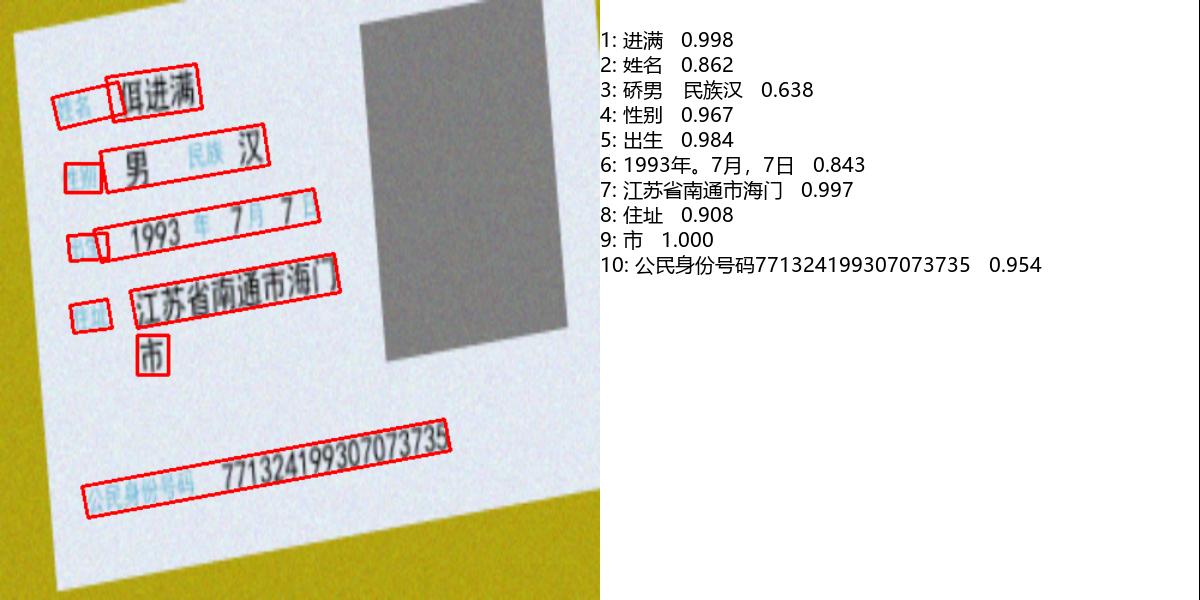 姓名 佴进满
性别 男 民族 汉
出生 1993 年 7 月 7 日
住址 江苏省南通市海门
市
公民身份号码 771324199307073735
1: 进满 0.998
2: 姓名 0.862
3: 硚男 民族汉 0.638
4: 性别 0.967
5: 出生 0.984
6: 1993年。7月，7日 0.843
7: 江苏省南通市海门 0.997
8: 住址 0.908
9: 市 1.000
10: 公民身份号码771324199307073735 0.954